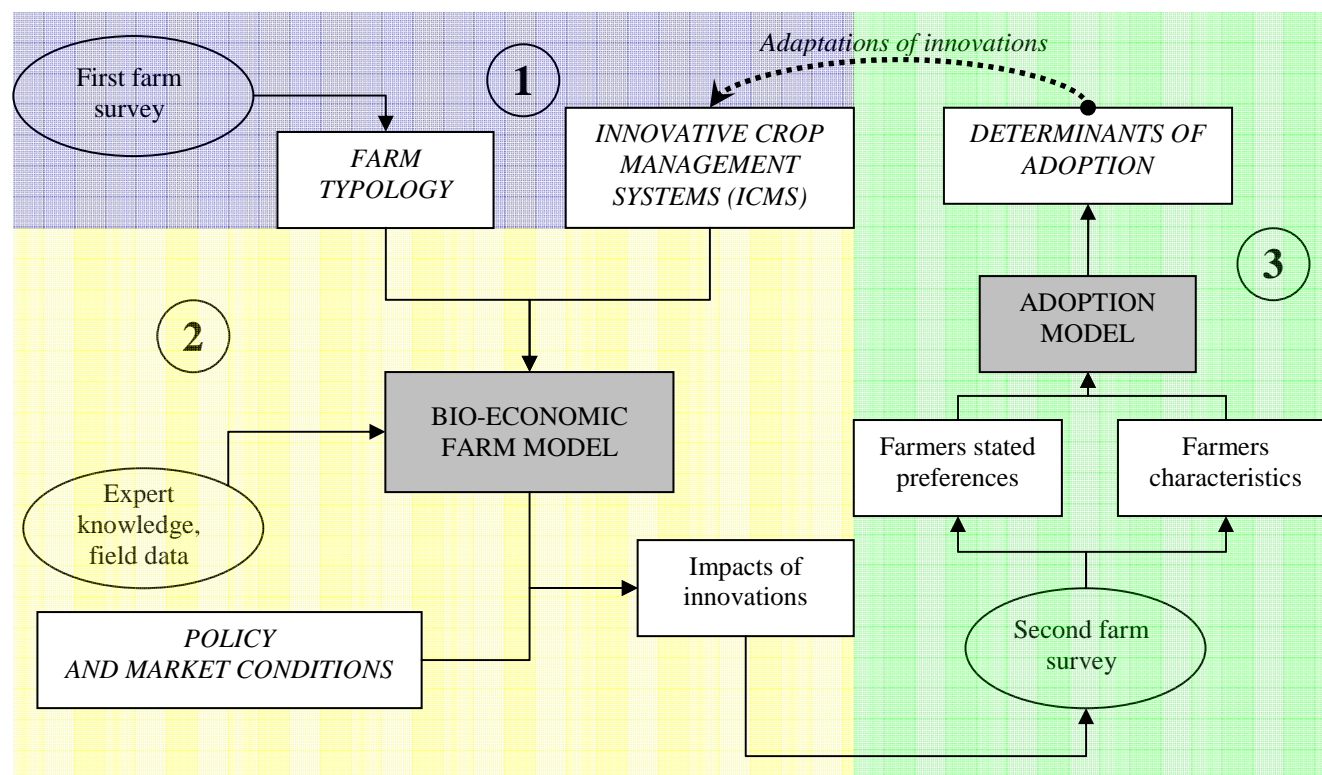 First farm
survey
1
Adaptations of innovations
FARM
TYPOLOGY
INNOVATIVE CROP
MANAGEMENT
SYSTEMS (ICMS)
DETERMINANTS OF
ADOPTION
2
3
ADOPTION
MODEL
BIO-ECONOMIC
FARM MODEL
Farmers stated
preferences
Farmers
characteristics
Expert
knowledge,
field data
Impacts of
innovations
POLICY
AND MARKET CONDITIONS
Second farm
survey